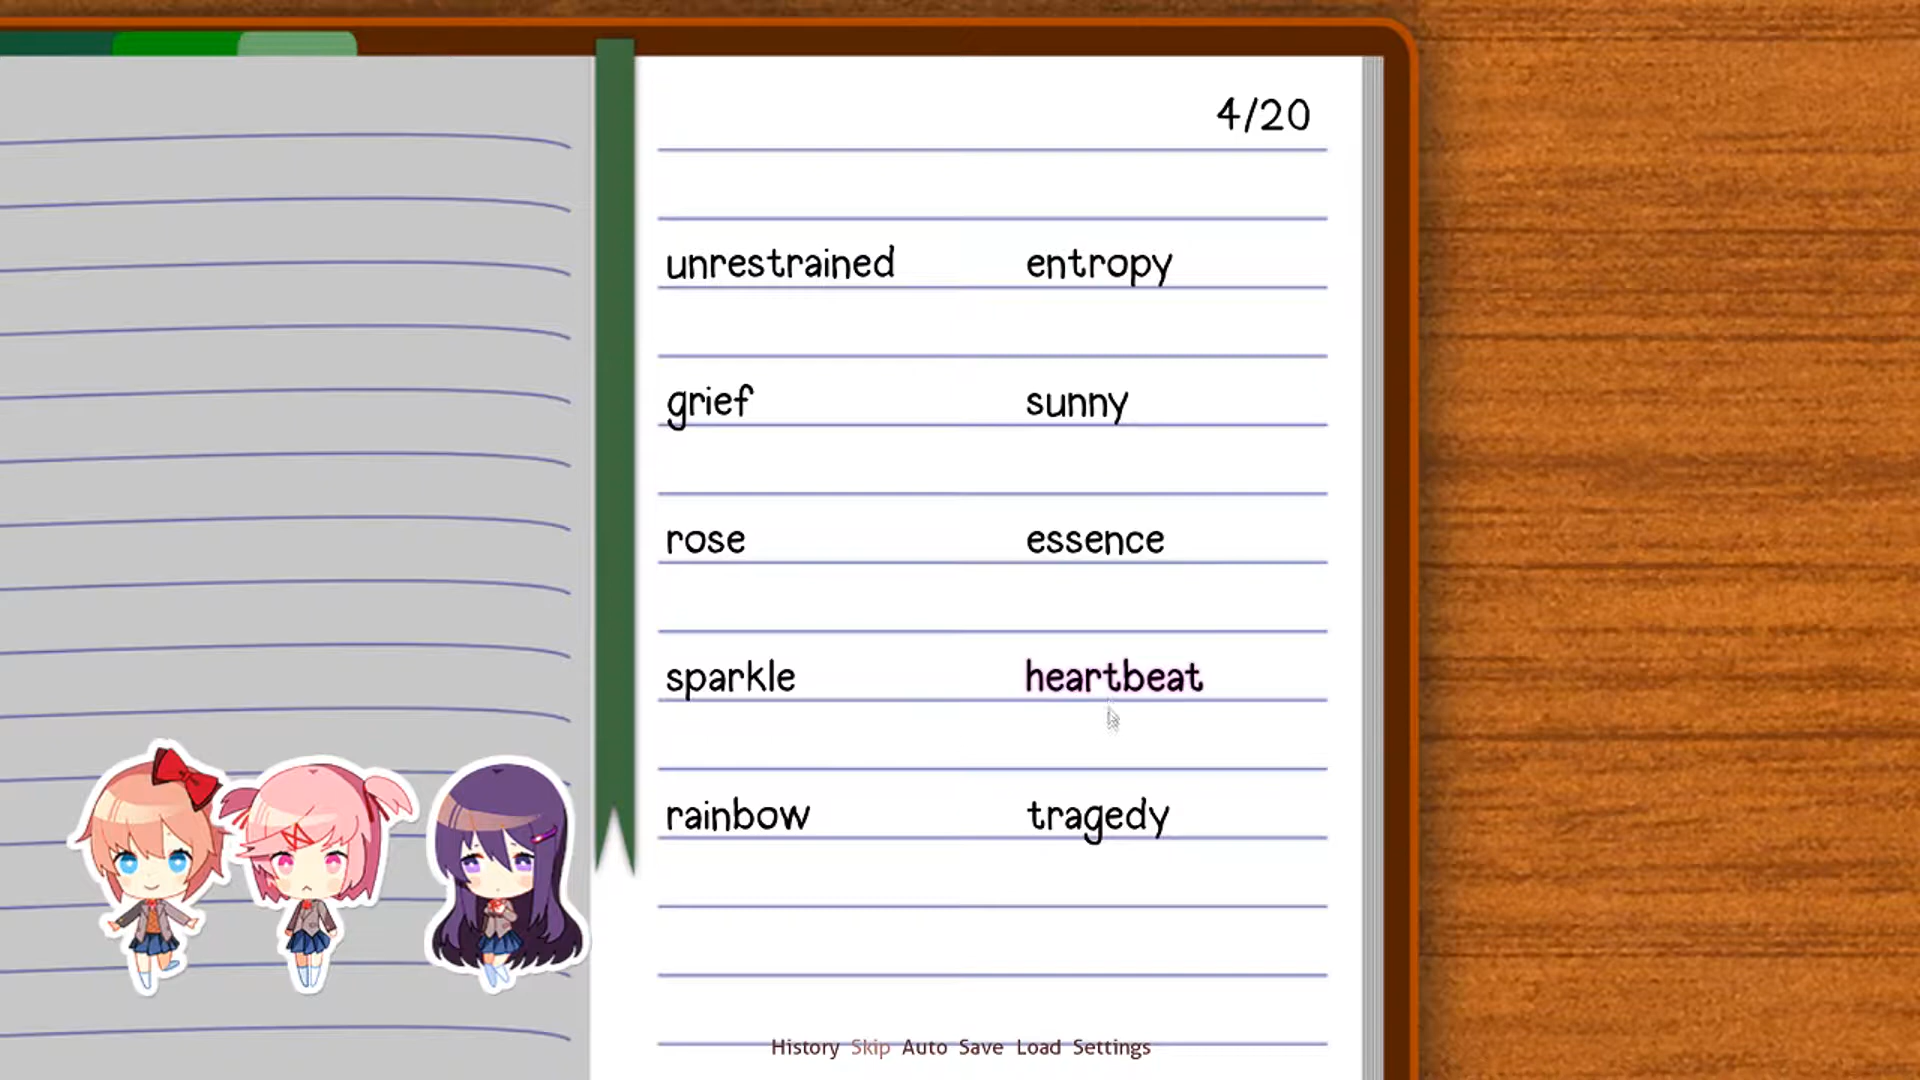 4/20
unrestrained entropy
grief sunny
rose essence
sparkle heartbeat
rainbow tragedy
History Skip Auto Save Load Settings